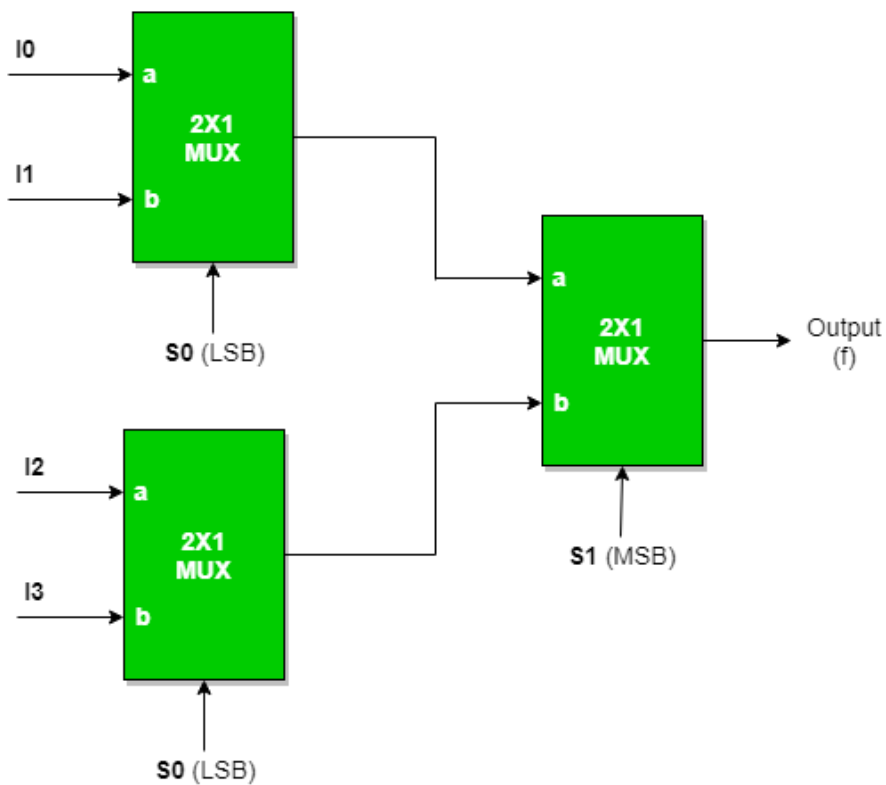 I0
a
2X1
MUX
I1
b
S0 (LSB)
a
2X1
MUX
b
Output
(f)
S1 (MSB)
I2
a
2X1
MUX
I3
b
S0 (LSB)